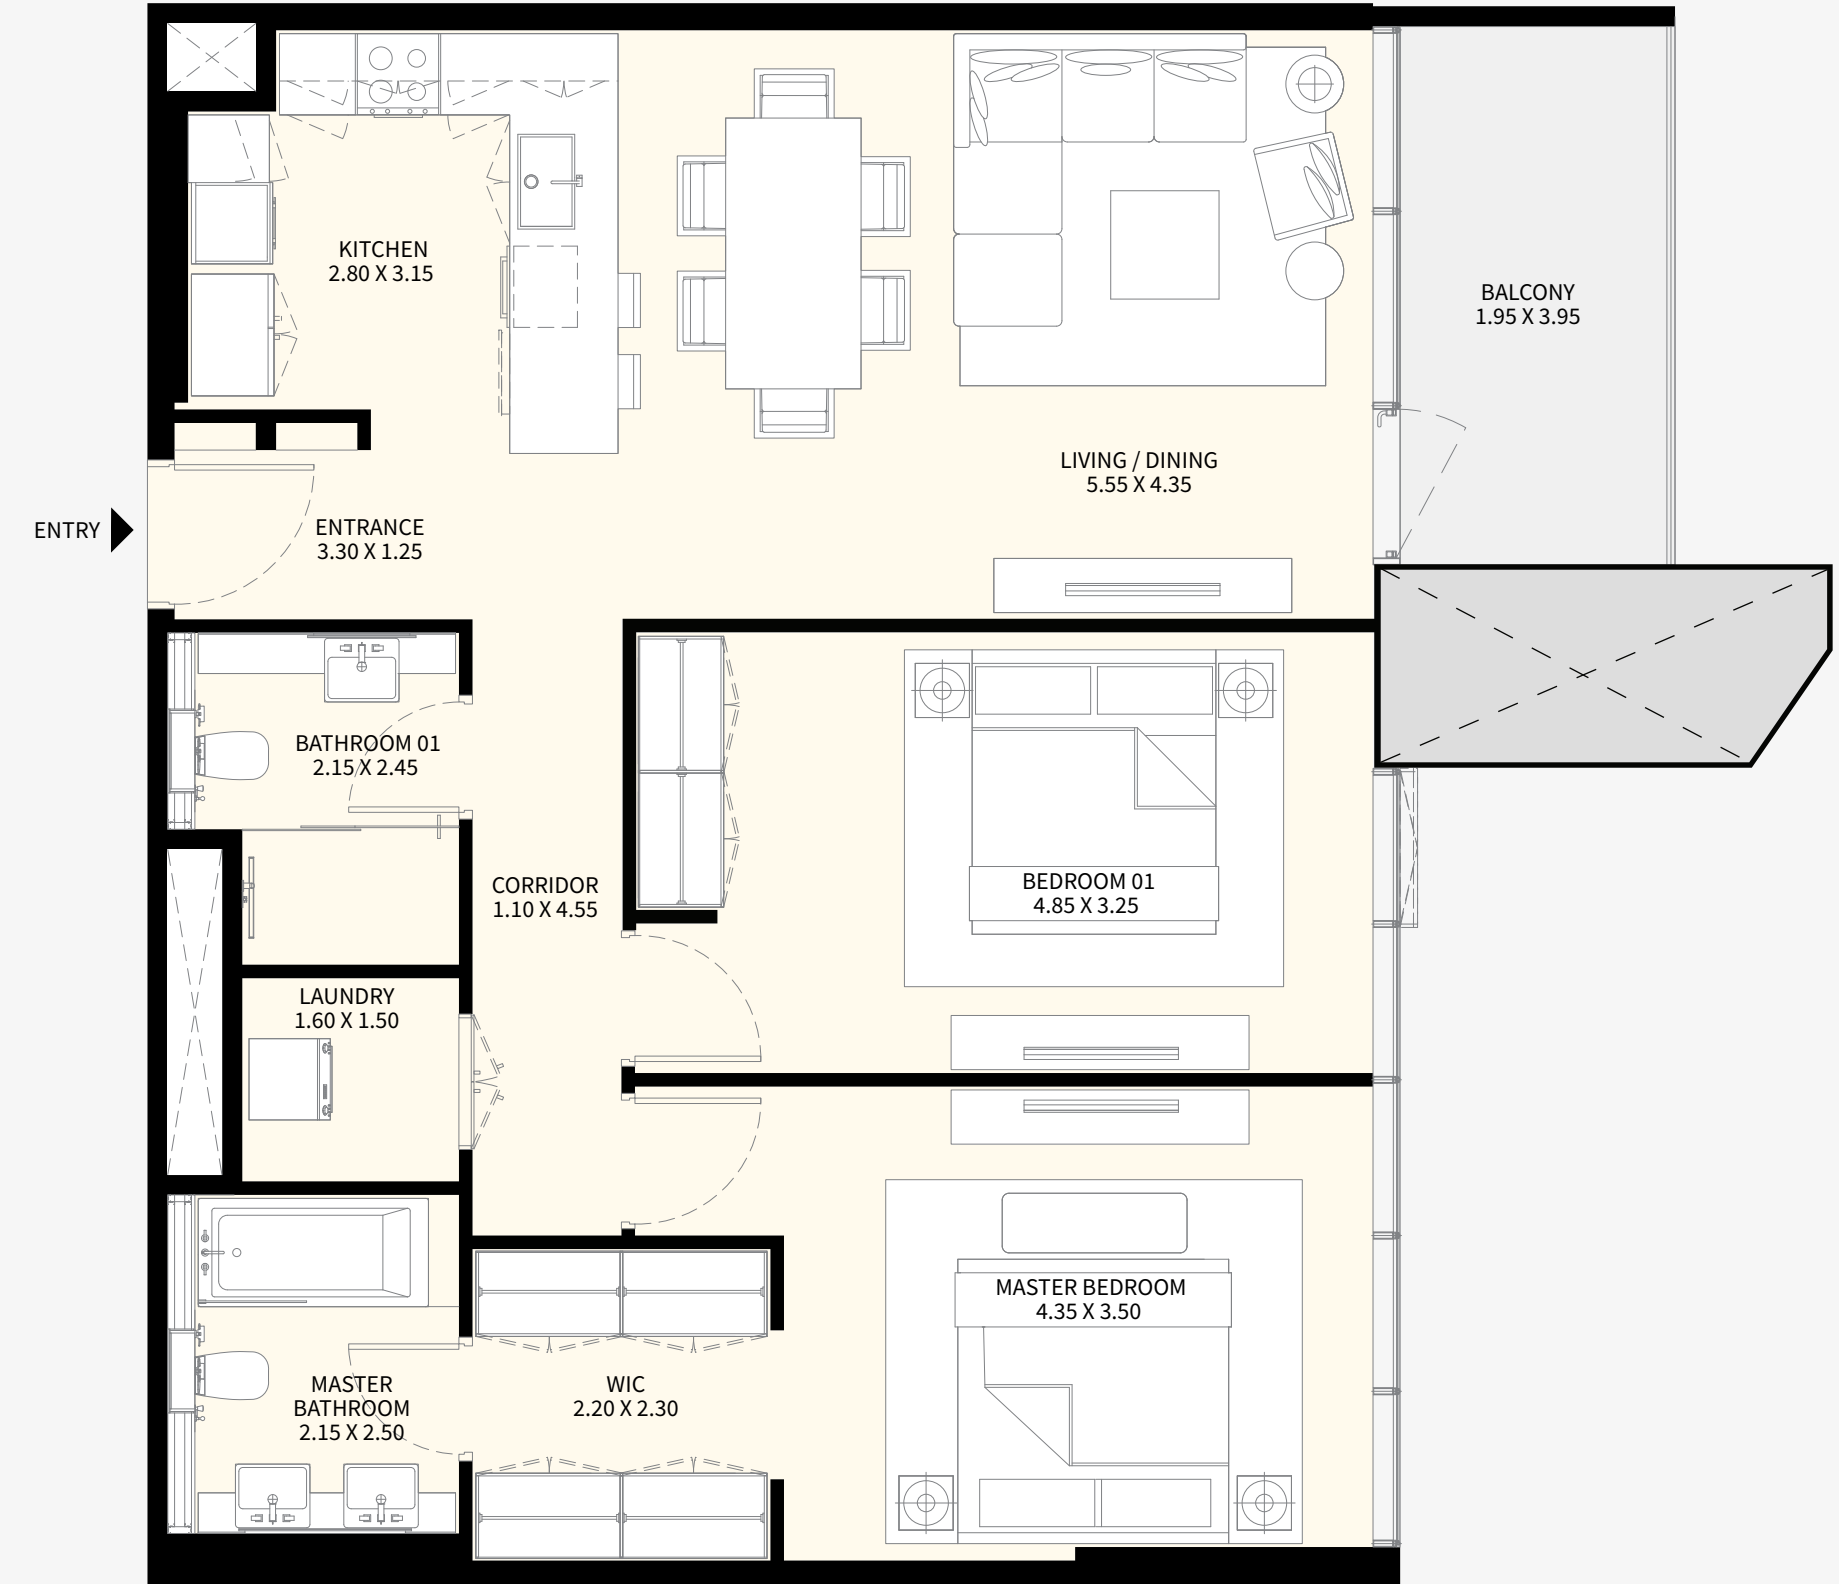 KITCHEN
2.80 X 3.15
BALCONY
1.95 X 3.95
LIVING / DINING
5.55 X 4.35
ENTRY
ENTRANCE
3.30 X 1.25
BATHROOM 01
2.15 X 2.45
CORRIDOR
1.10 X 4.55
BEDROOM 01
4.85 X 3.25
LAUNDRY
1.60 X 1.50
MASTER BEDROOM
4.35 X 3.50
MASTER
BATHROOM
2.15 X 2.50
WIC
2.20 X 2.30